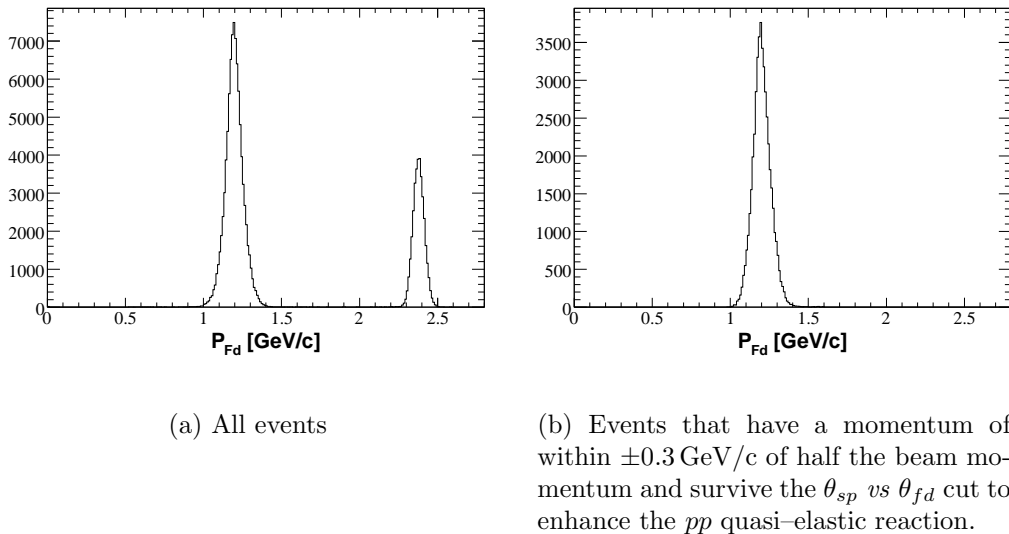 7000
6000
5000
4000
3000
2000
1000
0
0 0.5 1 1.5 2 2.5
P_Fd [GeV/c]
3500
3000
2500
2000
1500
1000
500
0
0 0.5 1 1.5 2 2.5
P_Fd [GeV/c]
(a) All events
(b) Events that have a momentum of
within ±0.3 GeV/c of half the beam mo-
mentum and survive the θ_sp vs θ_fd cut to
enhance the pp quasi–elastic reaction.